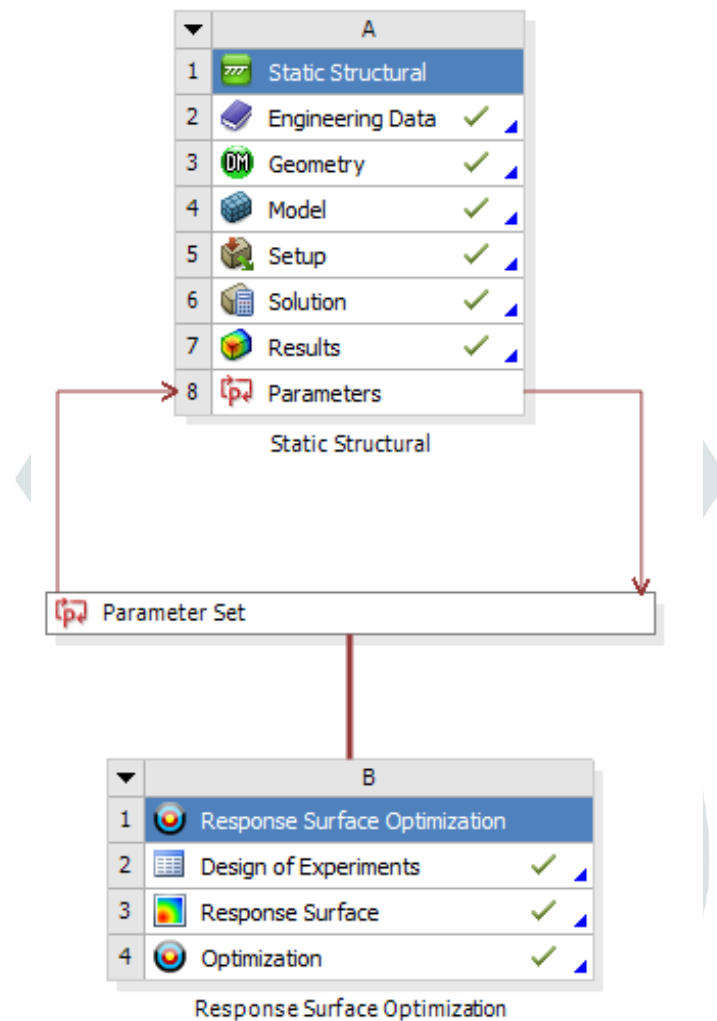 A
1 Static Structural
2 Engineering Data
3 DM Geometry
4 Model
5 Setup
6 Solution
7 Results
8 p Parameters
Static Structural
p Parameter Set
B
1 Response Surface Optimization
2 Design of Experiments
3 Response Surface
4 Optimization
Response Surface Optimization